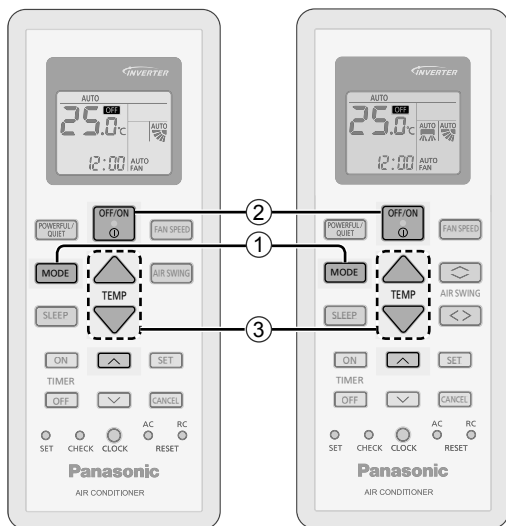 INVERTER
AUTO
OFF
25.0°C
AUTO
12:00 AUTO FAN
POWERFUL/QUIET
OFF/ON
FAN SPEED
MODE
TEMP
AIR SWING
SLEEP
ON
SET
TIMER
OFF
CANCEL
AC
RC
SET
CHECK
CLOCK
RESET
Panasonic
AIR CONDITIONER
2
1
3
INVERTER
AUTO
OFF
25.0°C
AUTO AUTO
12:00 AUTO FAN
POWERFUL/QUIET
OFF/ON
FAN SPEED
MODE
TEMP
AIR SWING
SLEEP
ON
SET
TIMER
OFF
CANCEL
AC
RC
SET
CHECK
CLOCK
RESET
Panasonic
AIR CONDITIONER